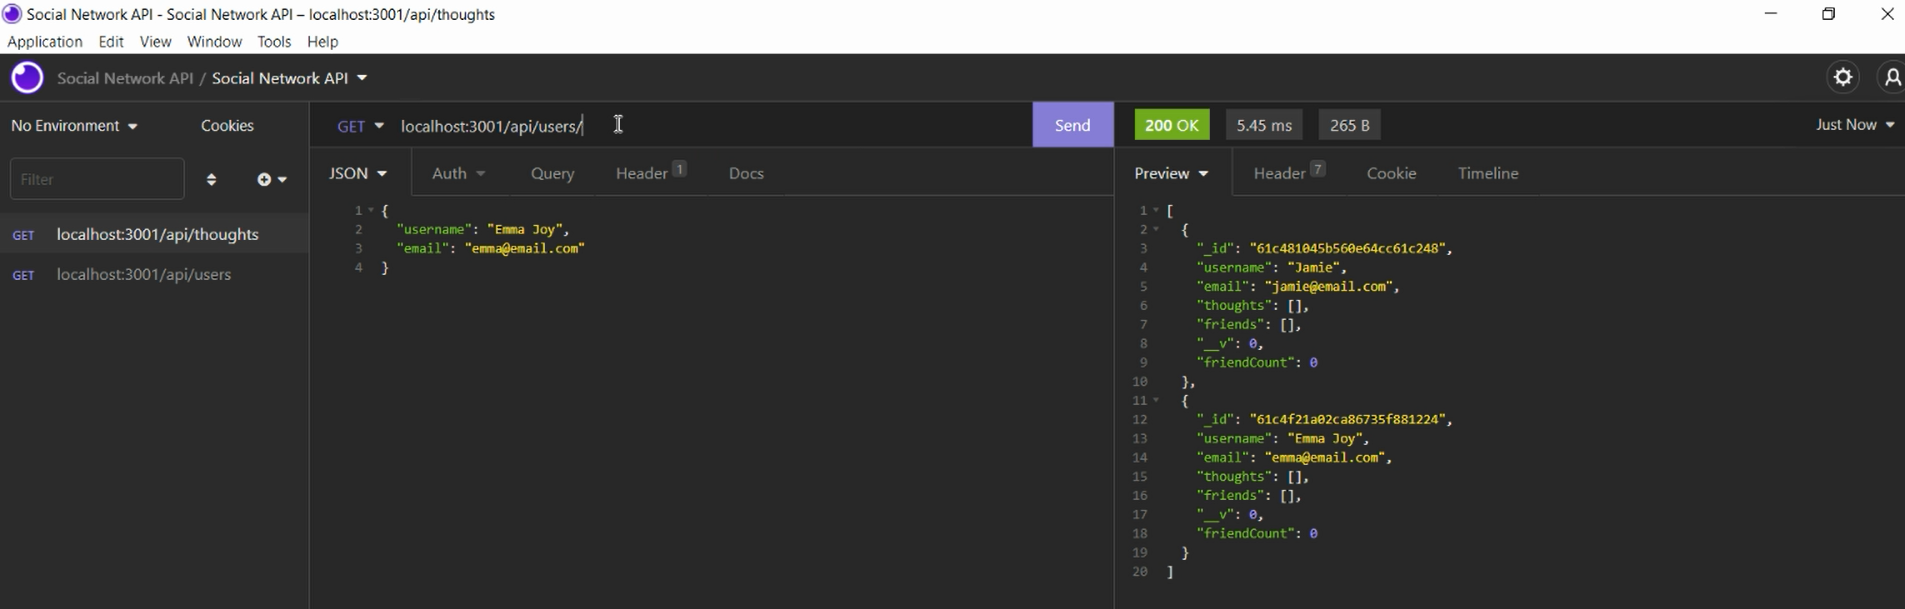 Social Network API - Social Network API – localhost:3001/api/thoughts
Application Edit View Window Tools Help
Social Network API / Social Network API
No Environment Cookies
Filter
GET localhost:3001/api/thoughts
GET localhost:3001/api/users
GET localhost:3001/api/users/ Send
JSON Auth Query Header 1 Docs
1 {
2 "username": "Emma Joy",
3 "email": "emma@email.com"
4 }
200 OK 5.45 ms 265 B Just Now
Preview Header 7 Cookie Timeline
1 [
2 {
3 "_id": "61c481045b560e64cc61c248",
4 "username": "Jamie",
5 "email": "jamie@email.com",
6 "thoughts": [],
7 "friends": [],
8 "__v": 0,
9 "friendCount": 0
10 },
11 {
12 "_id": "61c4f21a02ca86735f881224",
13 "username": "Emma Joy",
14 "email": "emma@email.com",
15 "thoughts": [],
16 "friends": [],
17 "__v": 0,
18 "friendCount": 0
19 }
20 ]